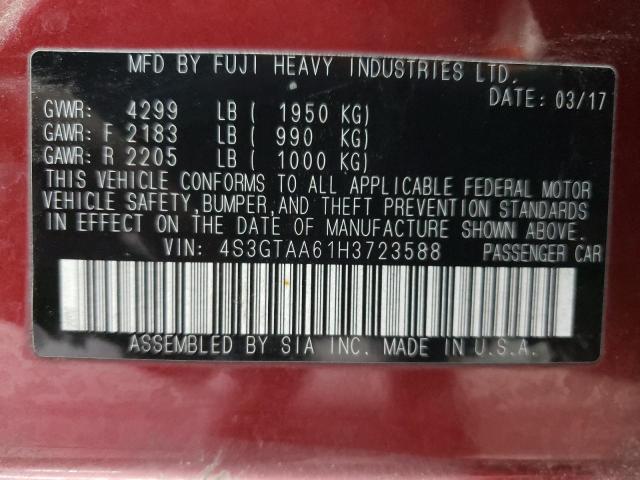 MFD BY FUJI HEAVY INDUSTRIES LTD.
DATE: 03/17
GVWR: 4299 LB ( 1950 KG)
GAWR: F 2183 LB ( 990 KG)
GAWR: R 2205 LB ( 1000 KG)
THIS VEHICLE CONFORMS TO ALL APPLICABLE FEDERAL MOTOR
VEHICLE SAFETY, BUMPER, AND THEFT PREVENTION STANDARDS
IN EFFECT ON THE DATE OF MANUFACTURE SHOWN ABOVE.
VIN: 4S3GTAA61H3723588 PASSENGER CAR
ASSEMBLED BY SIA INC. MADE IN U.S.A.